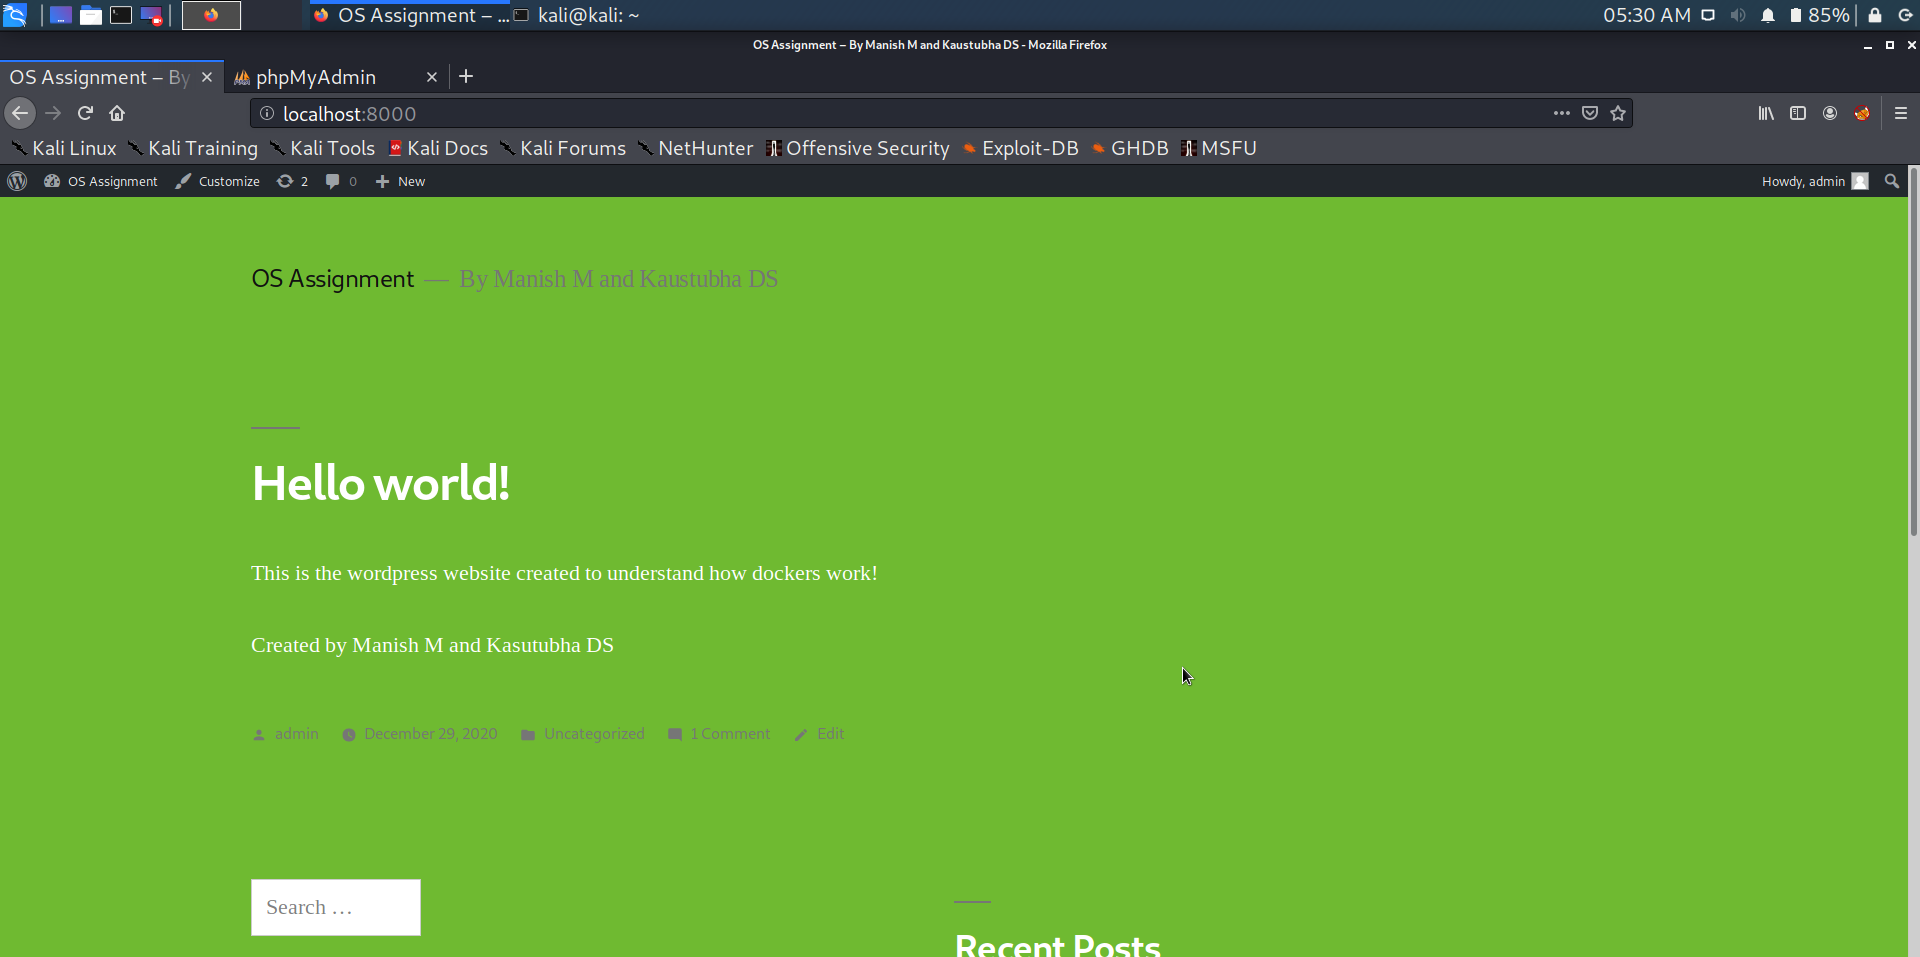 OS Assignment – ... kali@kali: ~ 05:30 AM 85%
OS Assignment – By Manish M and Kaustubha DS - Mozilla Firefox
OS Assignment – By phpMyAdmin
localhost:8000
Kali Linux Kali Training Kali Tools Kali Docs Kali Forums NetHunter Offensive Security Exploit-DB GHDB MSFU
OS Assignment Customize 2 0 New Howdy, admin
OS Assignment — By Manish M and Kaustubha DS
Hello world!
This is the wordpress website created to understand how dockers work!
Created by Manish M and Kasutubha DS
admin December 29, 2020 Uncategorized 1 Comment Edit
Search …
Recent Posts